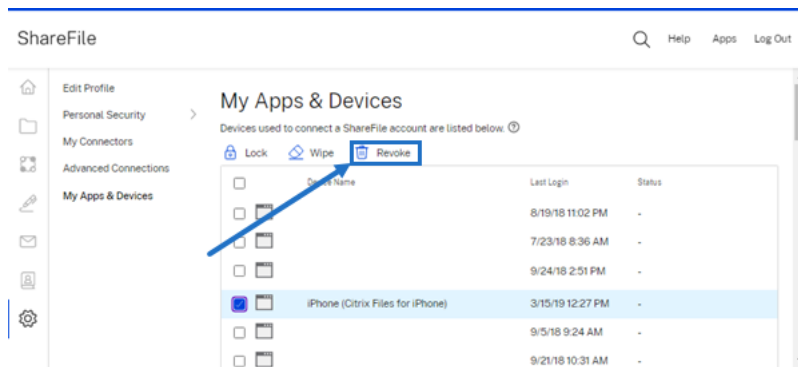 ShareFile
Help Apps Log Out
Edit Profile
Personal Security
My Connectors
Advanced Connections
My Apps & Devices
My Apps & Devices
Devices used to connect a ShareFile account are listed below.
Lock Wipe Revoke
Device Name Last Login Status
8/19/18 11:02 PM -
7/23/18 8:36 AM -
9/24/18 2:51 PM -
iPhone (Citrix Files for iPhone) 3/15/19 12:27 PM -
9/5/18 9:24 AM -
9/21/18 10:31 AM -